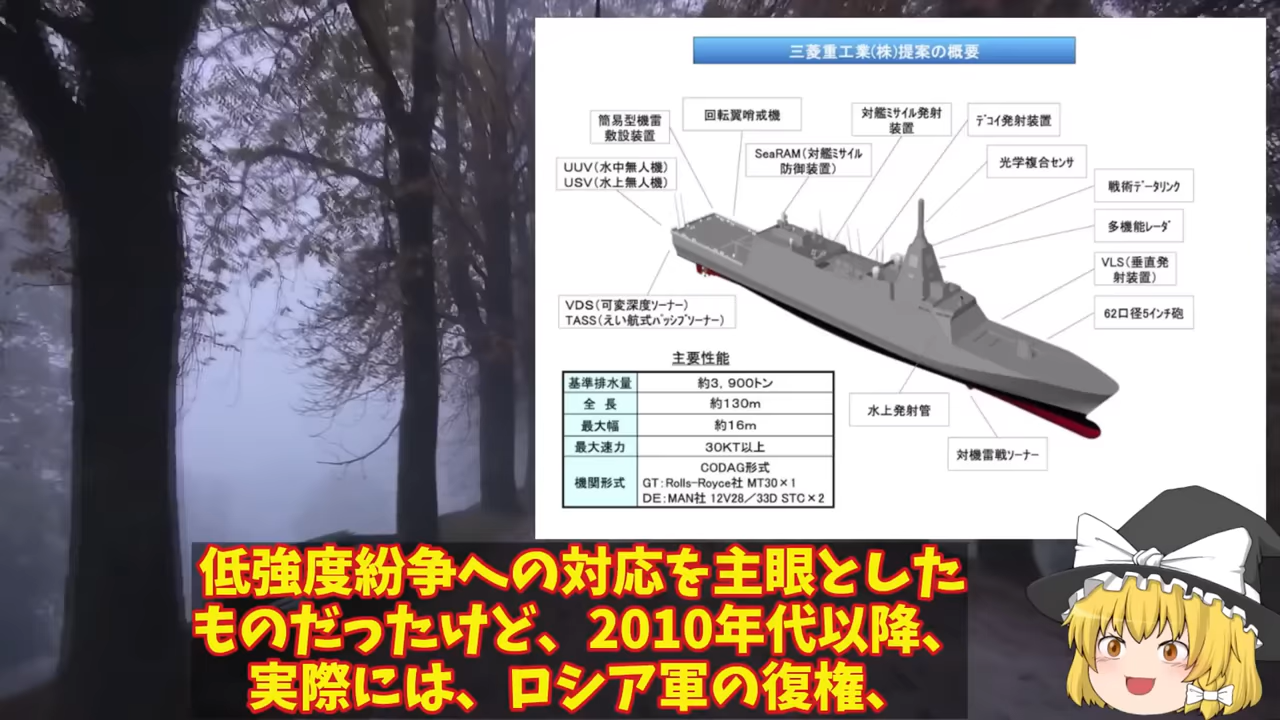 三菱重工業(株)提案の概要
簡易型機雷
敷設装置
回転翼哨戒機
対艦ミサイル発射
装置
デコイ発射装置
UUV(水中無人機)
USV(水上無人機)
SeaRAM(対艦ミサイル
防御装置)
光学複合センサ
戦術データリンク
多機能レーダ
VLS(垂直発
射装置)
62口径5インチ砲
VDS(可変深度ソーナー)
TASS(えい航式パッシブソーナー)
水上発射管
対機雷戦ソーナー
主要性能
基準排水量 約3,900トン
全 長 約130m
最大幅 約16m
最大速力 30KT以上
機関形式 CODAG形式
GT:Rolls-Royce社 MT30×1
DE:MAN社 12V28/33D STC×2
低強度紛争への対応を主眼とした
ものだったけど、2010年代以降、
実際には、ロシア軍の復権、